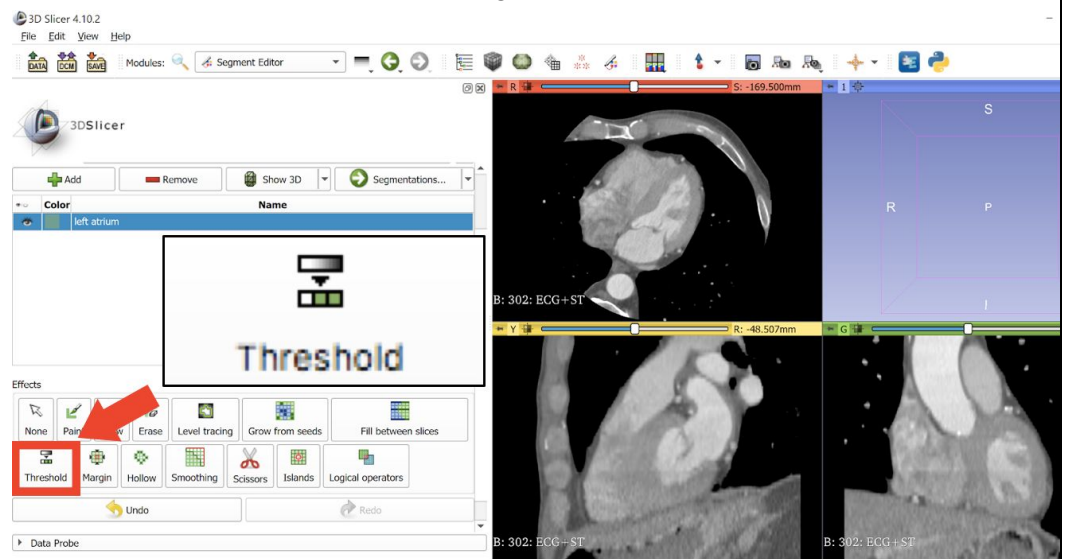 3D Slicer 4.10.2
File Edit View Help
DATA DCM SAVE Modules: Segment Editor
3DSlicer
Add Remove Show 3D Segmentations...
Color Name
left atrium
Threshold
Effects
None Erase Level tracing Grow from seeds Fill between slices
Threshold Margin Hollow Smoothing Scissors Islands Logical operators
Undo Redo
Data Probe
R S: -169.500mm
B: 302: ECG+ST
1
S
R P
I
Y R: -48.507mm
B: 302: ECG+ST
G
B: 302: ECG+ST